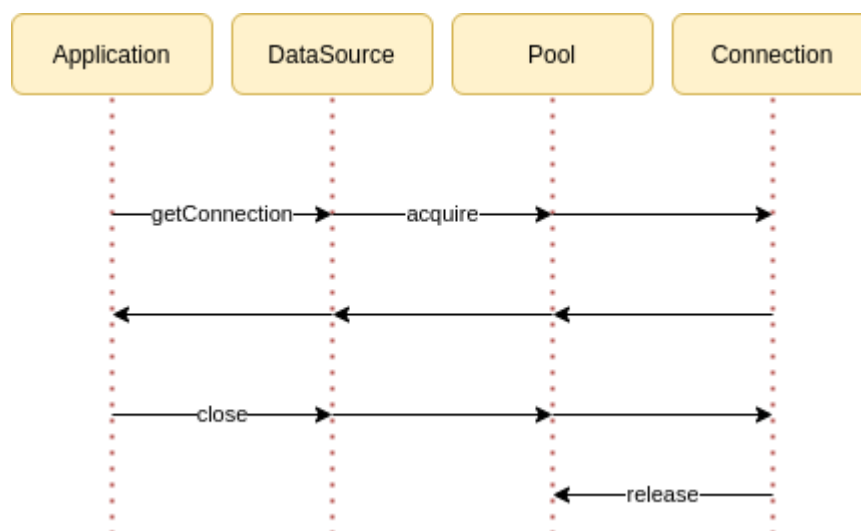 Application
DataSource
Pool
Connection
getConnection
acquire
close
release